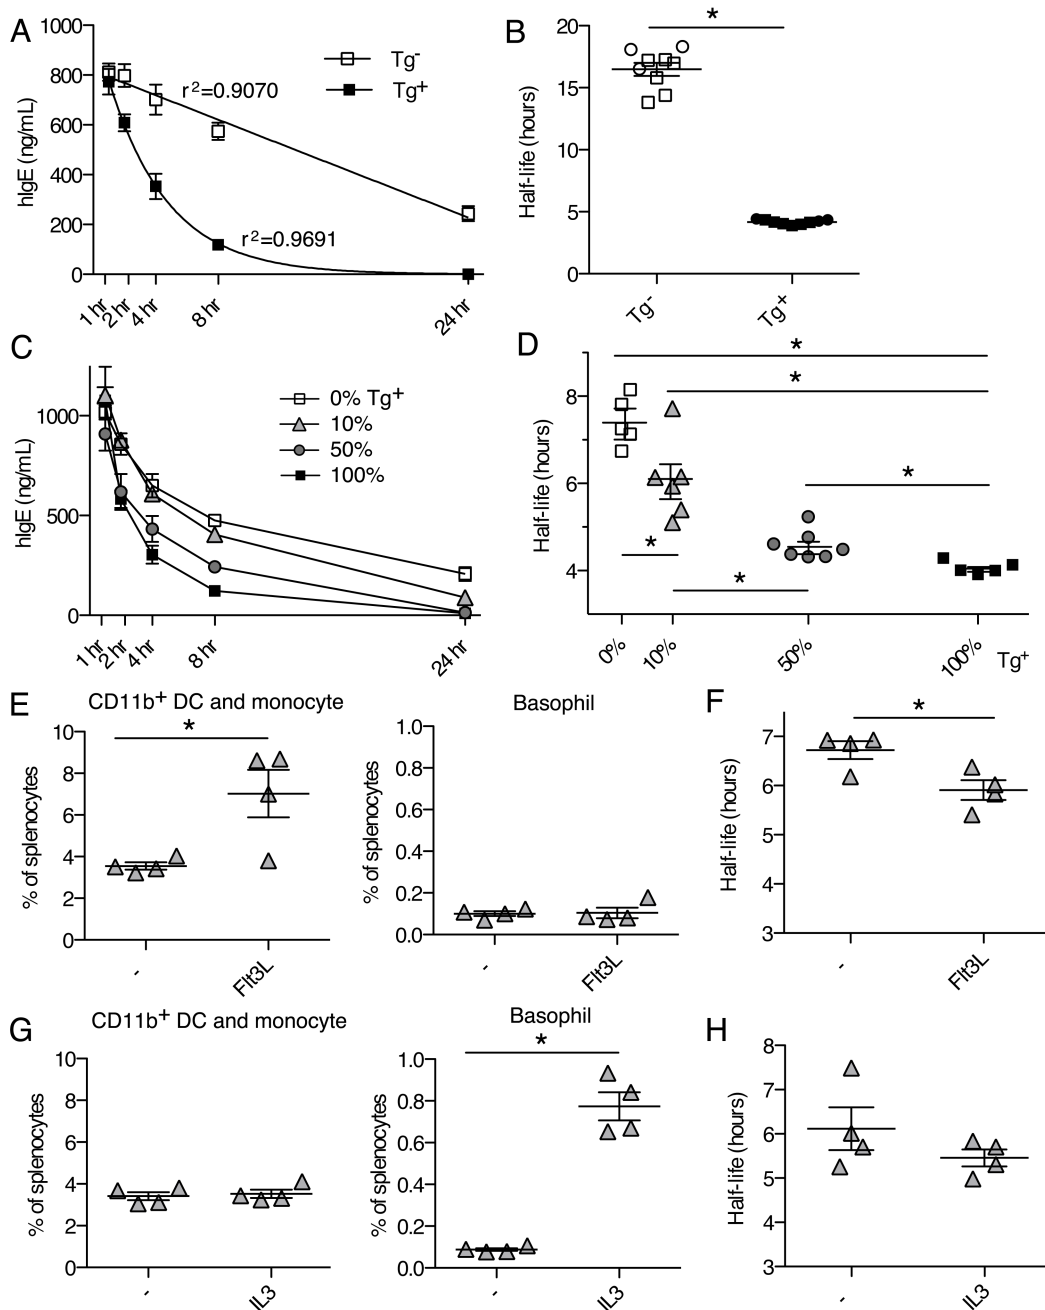 A
1000
800
600
400
200
0
hIgE (ng/mL)
r²=0.9070
r²=0.9691
Tg⁻
Tg⁺
1 hr
2 hr
4 hr
8 hr
24 hr
B
*
20
15
10
5
0
Half-life (hours)
Tg⁻
Tg⁺
C
1000
500
0
hIgE (ng/mL)
0% Tg⁺
10%
50%
100%
1 hr
2 hr
4 hr
8 hr
24 hr
D
*
*
*
*
*
8
6
4
Half-life (hours)
0%
10%
50%
100%
Tg⁺
E
CD11b⁺ DC and monocyte
*
10
8
6
4
2
0
% of splenocytes
-
Flt3L
Basophil
1.0
0.8
0.6
0.4
0.2
0.0
% of splenocytes
-
Flt3L
F
*
7
6
5
4
3
Half-life (hours)
-
Flt3L
G
CD11b⁺ DC and monocyte
10
8
6
4
2
0
% of splenocytes
-
IL3
Basophil
*
1.0
0.8
0.6
0.4
0.2
0.0
% of splenocytes
-
IL3
H
8
7
6
5
4
3
Half-life (hours)
-
IL3